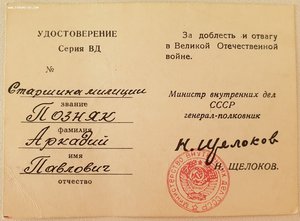 УДОСТОВЕРЕНИЕ
Серия ВД
№
Старшина милиции
звание
Позняк
фамилия
Аркадий
имя
Павлович
отчество
За доблесть и отвагу
в Великой Отечественной
войне.
Министр внутренних дел
СССР
генерал-полковник
Н. Щелоков
Н. ЩЕЛОКОВ.